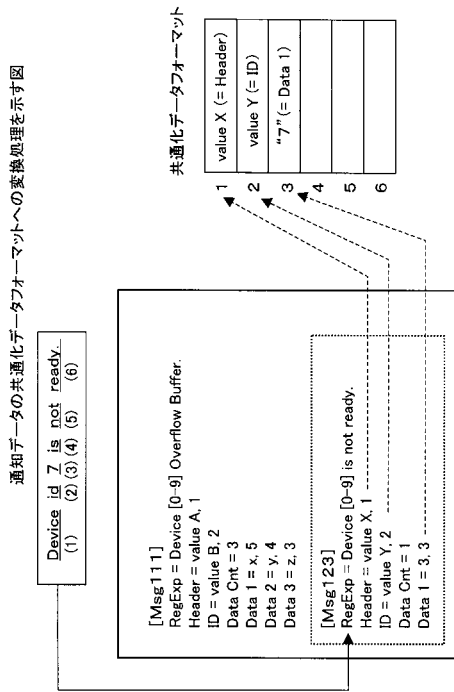 通知データの共通化データフォーマットへの変換処理を示す図
Device id 7 is not ready.
(1) (2) (3) (4) (5) (6)
[Msg111]
RegExp = Device [0-9] Overflow Buffer.
Header = value A, 1
ID = value B, 2
Data Cnt = 3
Data 1 = x, 5
Data 2 = y, 4
Data 3 = z, 3
[Msg123]
RegExp = Device [0-9] is not ready.
Header = value X, 1
ID = value Y, 2
Data Cnt = 1
Data 1 = 3, 3
共通化データフォーマット
1 value X (= Header)
2 value Y (= ID)
3 “7” (= Data 1)
4
5
6